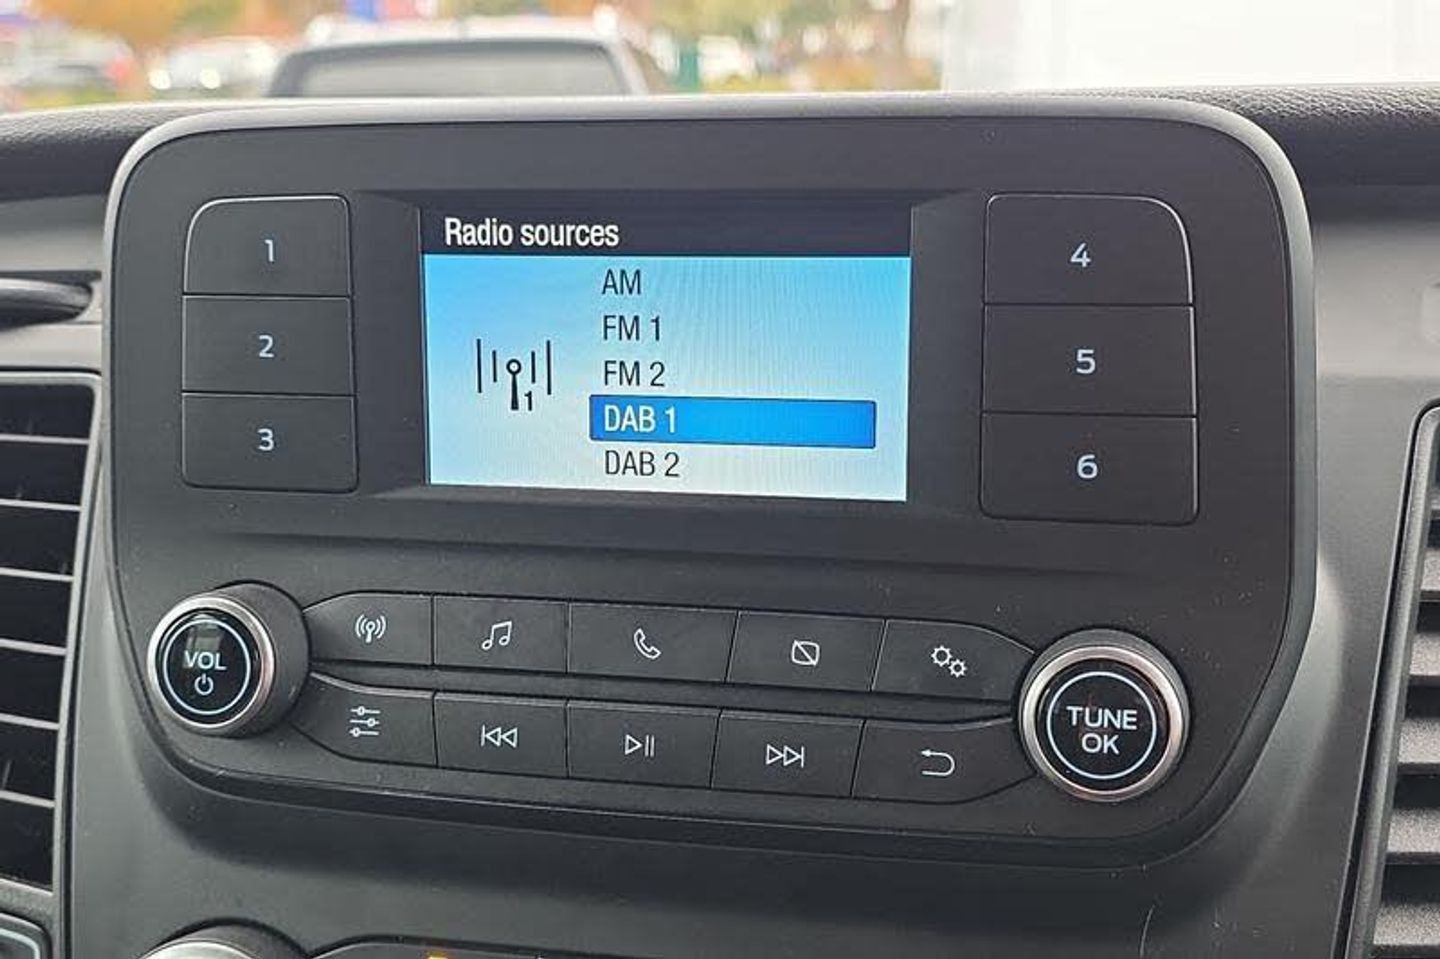 Radio sources
AM
FM 1
FM 2
1
DAB 1
DAB 2
1
2
3
4
5
6
VOL
TUNE
OK